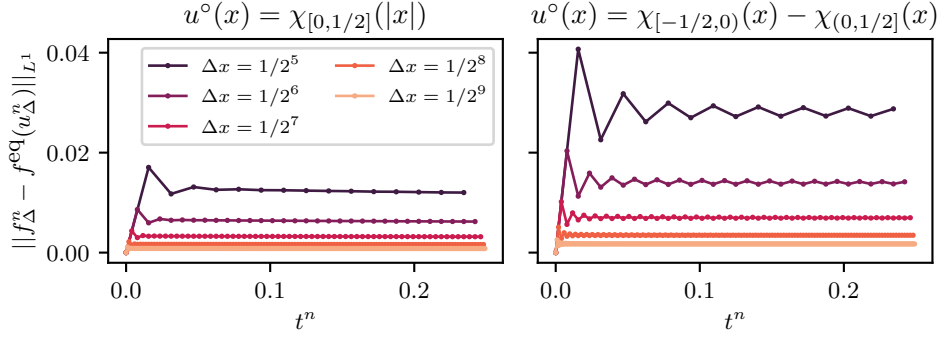 u°(x) = χ_{[0,1/2]}(|x|)
u°(x) = χ_{[−1/2,0)}(x) − χ_{(0,1/2]}(x)
||f^n_Δ − f^{eq}(u^n_Δ)||_{L^1}
0.04
0.02
0.00
Δx = 1/2^5
Δx = 1/2^6
Δx = 1/2^7
Δx = 1/2^8
Δx = 1/2^9
0.0
0.1
0.2
t^n
0.0
0.1
0.2
t^n